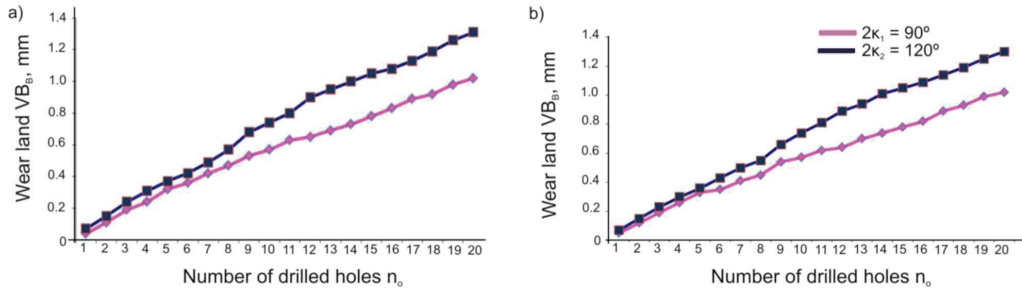 a)
Wear land VB_B, mm
1.4
1.2
1.0
0.8
0.6
0.4
0.2
0
1 2 3 4 5 6 7 8 9 10 11 12 13 14 15 16 17 18 19 20
Number of drilled holes n_o
b)
2κ₁ = 90º
2κ₂ = 120º
Wear land VB_B, mm
1.4
1.2
1.0
0.8
0.6
0.4
0.2
0
1 2 3 4 5 6 7 8 9 10 11 12 13 14 15 16 17 18 19 20
Number of drilled holes n_o